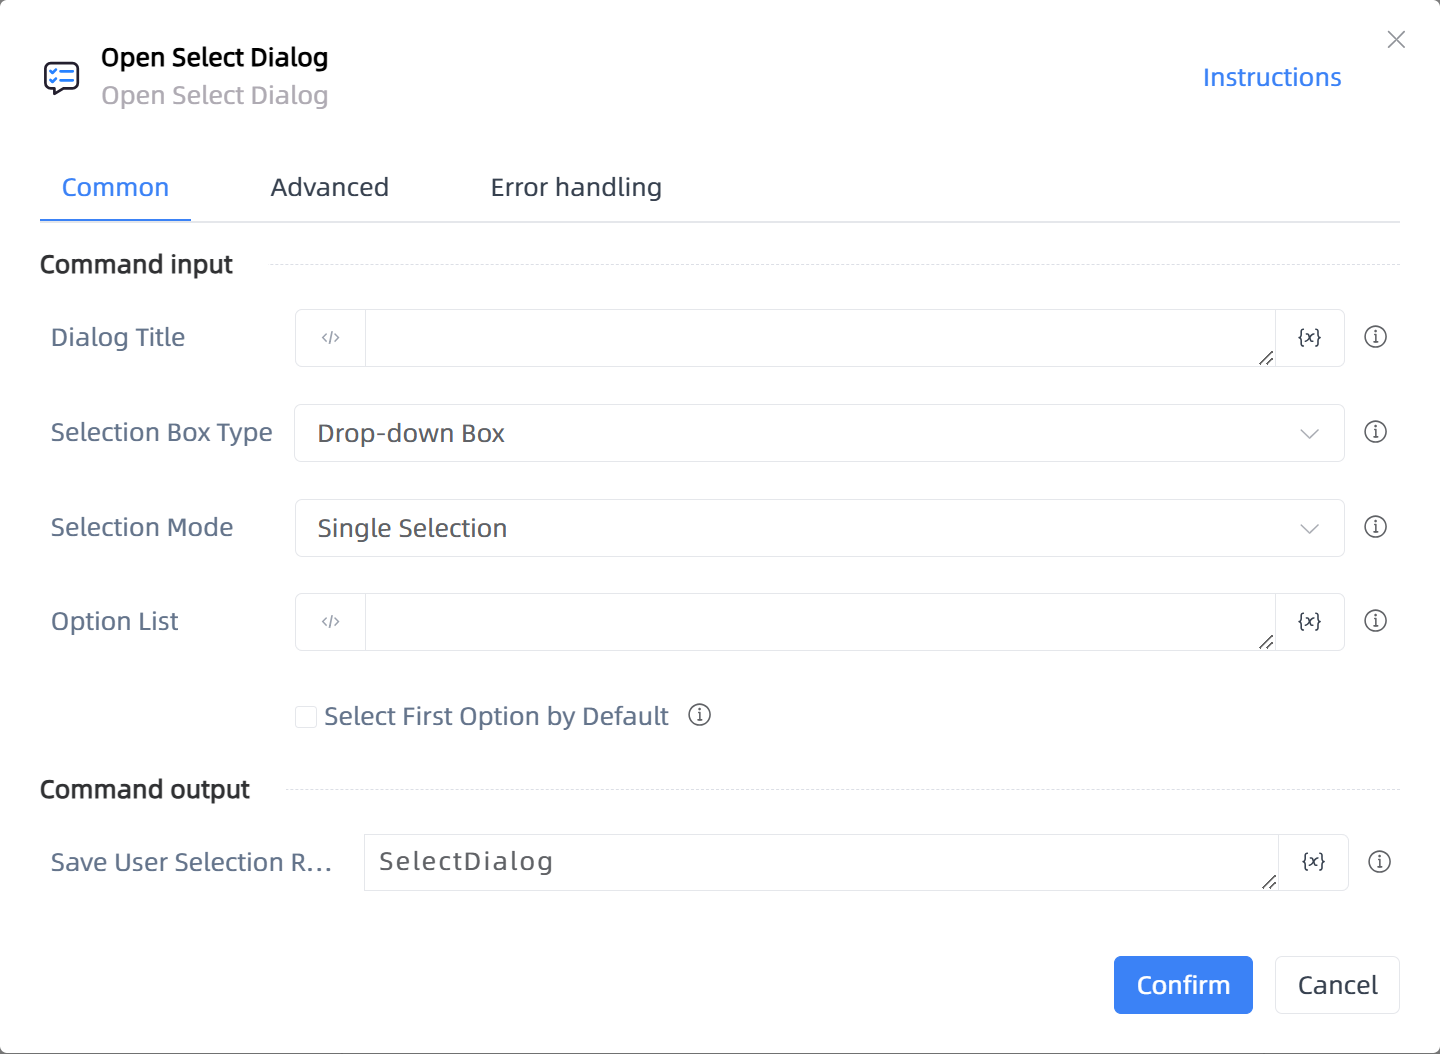 Open Select Dialog
Open Select Dialog
Instructions
Common Advanced Error handling
Command input
Dialog Title </> {x}
Selection Box Type Drop-down Box
Selection Mode Single Selection
Option List </> {x}
Select First Option by Default
Command output
Save User Selection R... SelectDialog {x}
Confirm Cancel